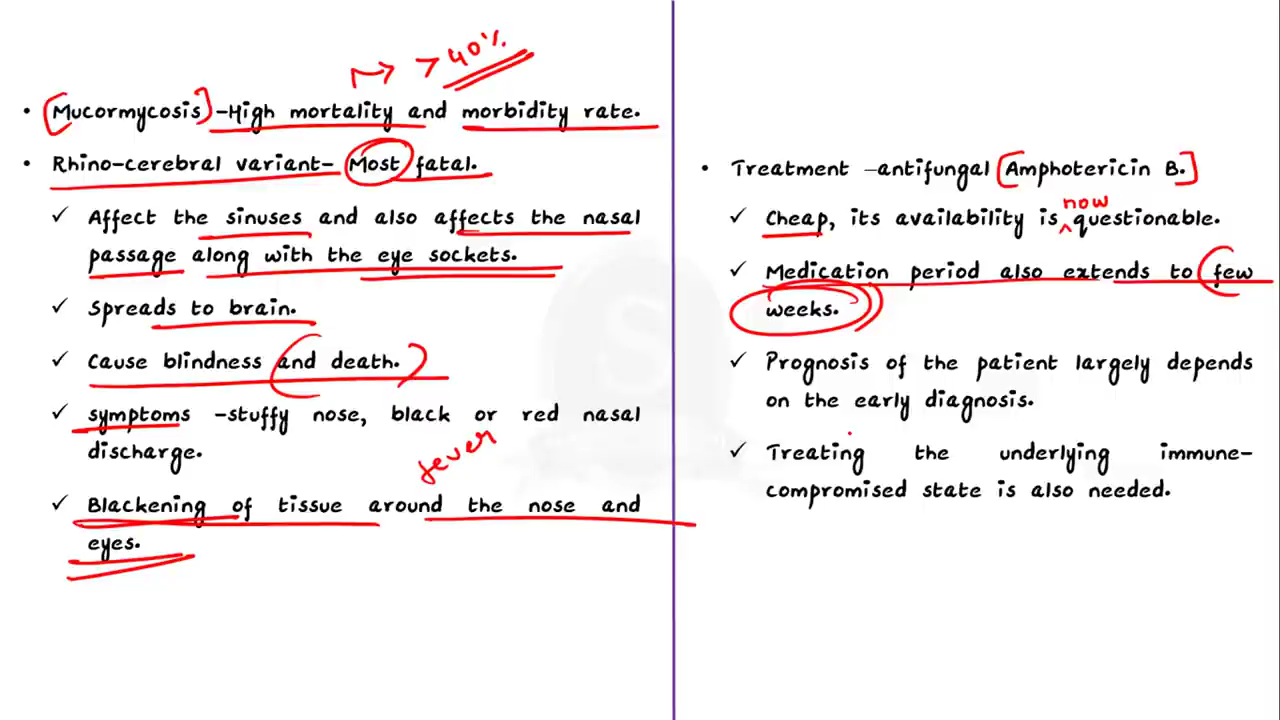 > 40%
• [Mucormycosis] -High mortality and morbidity rate.
• Rhino-cerebral variant- Most fatal.
✓ Affect the sinuses and also affects the nasal
passage along with the eye sockets.
✓ Spreads to brain.
✓ Cause blindness and death.
✓ symptoms -stuffy nose, black or red nasal
discharge.
fever
✓ Blackening of tissue around the nose and
eyes.
• Treatment -antifungal [Amphotericin B.]
now
✓ Cheap, its availability is questionable.
✓ Medication period also extends to few
weeks.
✓ Prognosis of the patient largely depends
on the early diagnosis.
✓ Treating the underlying immune-
compromised state is also needed.